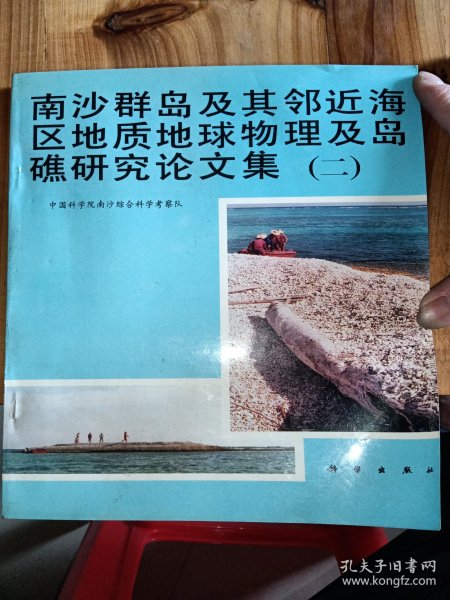 南沙群岛及其邻近海
区地质地球物理及岛
礁研究论文集(二)
中国科学院南沙综合科学考察队
科学出版社
孔夫子旧书网
www.kongfz.com